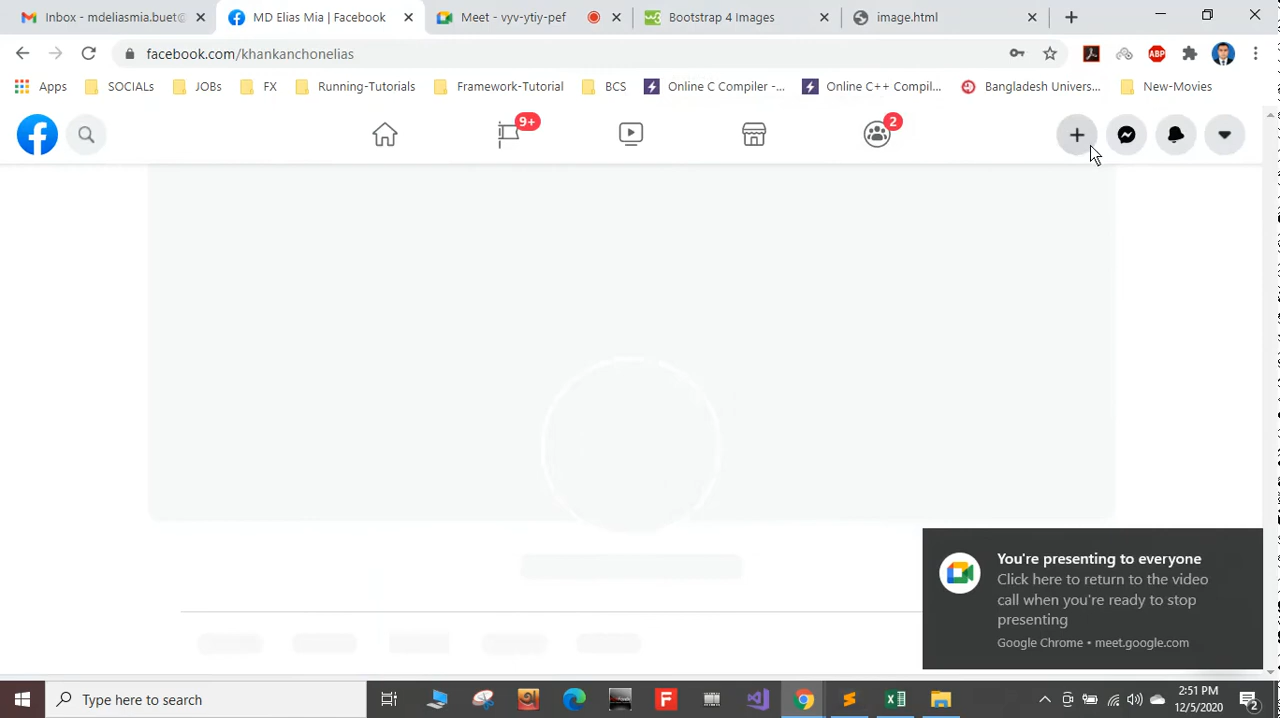 Inbox - mdeliasmia.buet@
MD Elias Mia | Facebook
Meet - vyv-ytiy-pef
Bootstrap 4 Images
image.html
facebook.com/khankanchonelias
Apps
SOCIALs
JOBs
FX
Running-Tutorials
Framework-Tutorial
BCS
Online C Compiler -...
Online C++ Compil...
Bangladesh Univers...
New-Movies
9+
2
You're presenting to everyone
Click here to return to the video
call when you're ready to stop
presenting
Google Chrome • meet.google.com
Type here to search
2:51 PM
12/5/2020
2